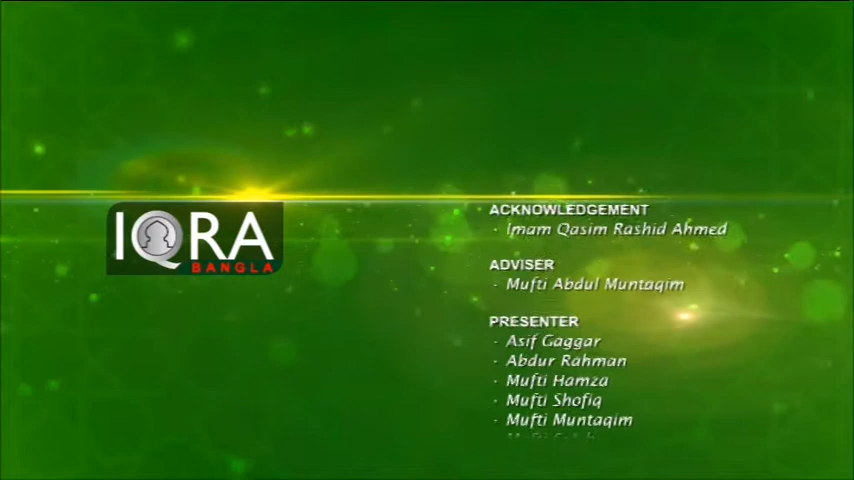 IQRA
BANGLA
ACKNOWLEDGEMENT
· Imam Qasim Rashid Ahmed
ADVISER
· Mufti Abdul Muntaqim
PRESENTER
· Asif Gaggar
· Abdur Rahman
· Mufti Hamza
· Mufti Shofiq
· Mufti Muntaqim
· Mufti